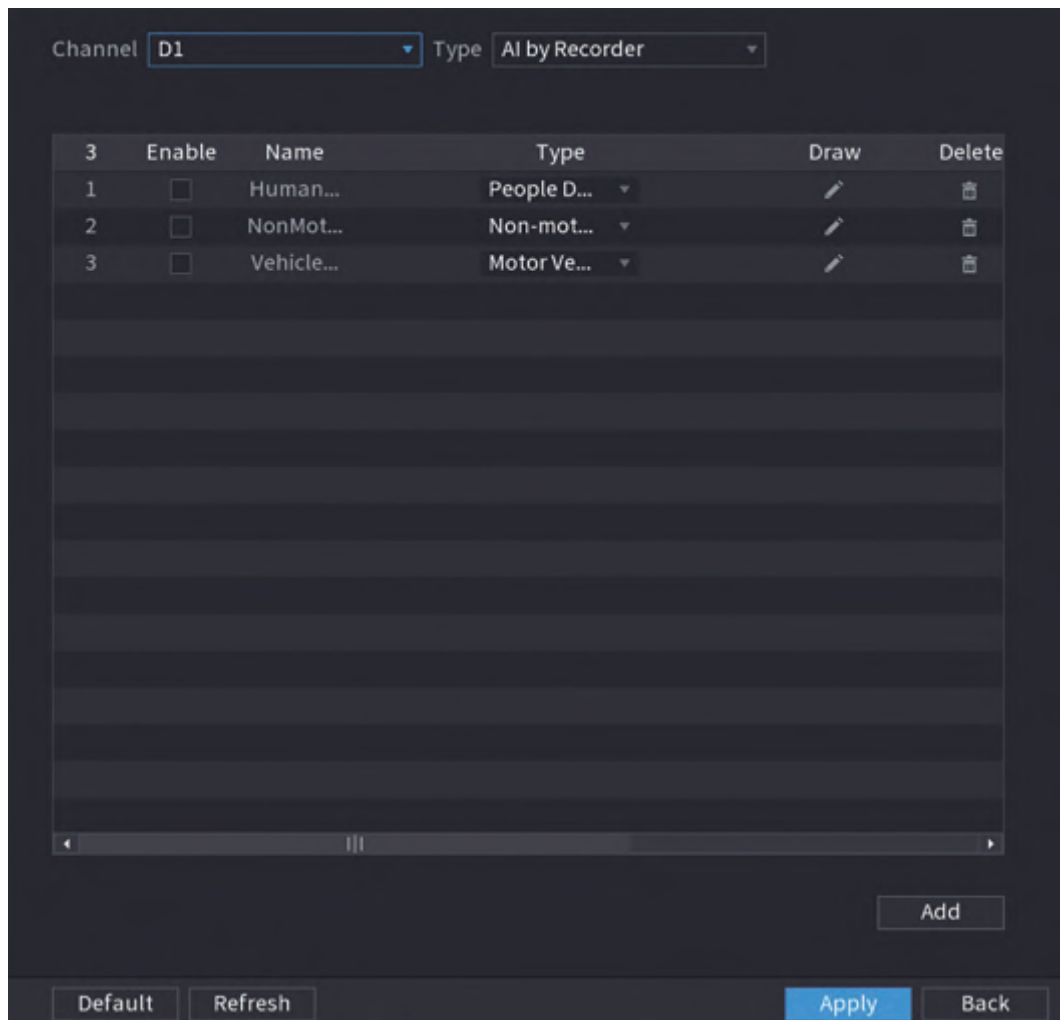 Channel D1 Type AI by Recorder
3 Enable Name Type Draw Delete
1 Human... People D...
2 NonMot... Non-mot...
3 Vehicle... Motor Ve...
Add
Default Refresh Apply Back